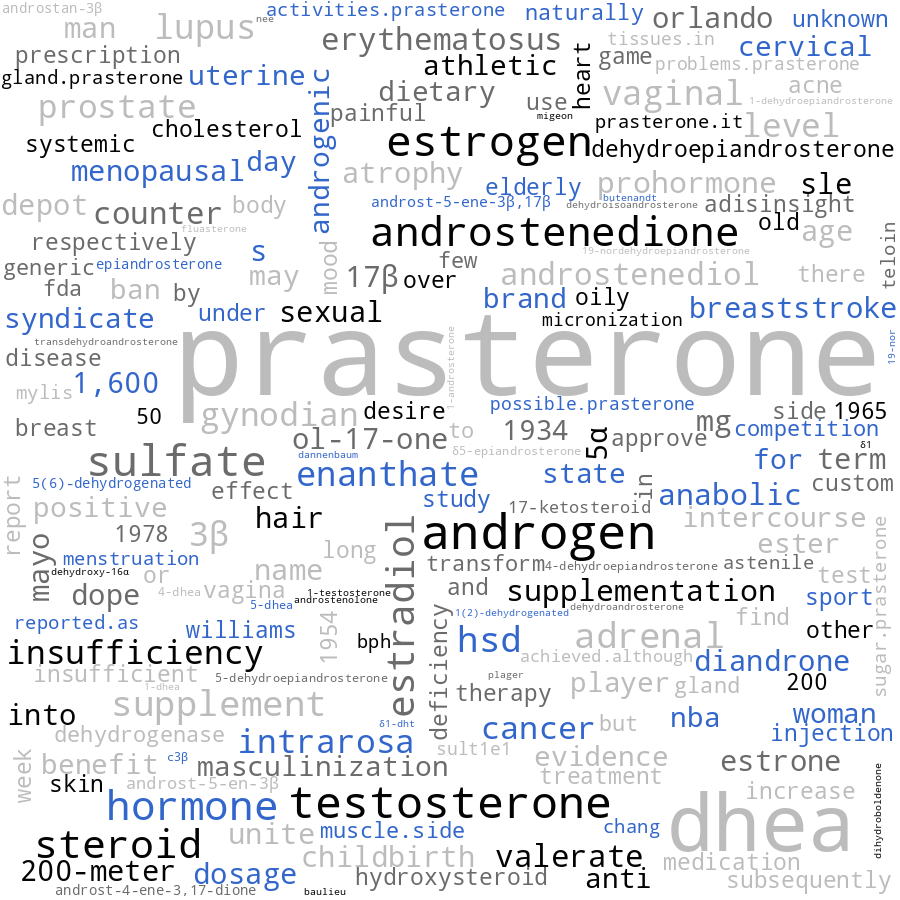 androstan-3β
man
lupus
nee
activities.prasterone
naturally
orlando
unknown
prescription
erythematosus
tissues.in
cervical
gland.prasterone
uterine
athletic
heart
game
problems.prasterone
androgenic
dietary
use
vaginal
acne
1-dehydroepiandrosterone
prostate
painful
migeon
prasterone.it
level
systemic
cholesterol
estrogen
dehydroepiandrosterone
menopausal
day
atrophy
elderly
prohormone
sle
depot
counter
body
androst-5-ene-3β,17β
butenandt
dehydroisoandrosterone
adisinsight
fluasterone
androstenedione
old
age
teloin
respectively
s
mood
few
19-nordehydroepiandrosterone
generic
epiandrosterone
may
17β
over
androstenediol
there
fda
ban
by
brand
oily
breaststroke
syndicate
under
sexual
micronization
transdehydroandrosterone
prasterone
1-androsterone
19-nor
disease
mylis
1,600
50
gynodian
desire
possible.prasterone
side
1965
breast
ol-17-one
to
1934
5α
approve
mg
competition
δ1
sulfate
dannenbaum
δ5-epiandrosterone
enanthate
state
for
term
5(6)-dehydrogenated
effect
study
in
anabolic
custom
report
positive
17-ketosteroid
1978
3β
hair
androgen
intercourse
mayo
menstruation
long
estradiol
ester
dehydroxy-16α
or
name
transform
4-dehydroepiandrosterone
astenile
test
sugar.prasterone
dope
4-dhea
vagina
1-testosterone
and
supplementation
sport
5-dhea
androstenolone
dehydroandrosterone
reported.as
williams
1954
bph
deficiency
1(2)-dehydrogenated
find
other
insufficiency
hsd
adrenal
insufficient
5-dehydroepiandrosterone
achieved.although
diandrone
1-dhea
plager
supplement
therapy
player
gland
200
into
δ1-dht
cancer
but
nba
woman
dehydrogenase
intrarosa
sult1e1
injection
week
benefit
c3β
masculinization
evidence
estrone
skin
androst-5-en-3β
treatment
dihydroboldenone
hormone
testosterone
dhea
increase
steroid
unite
muscle.side
chang
200-meter
dosage
childbirth
valerate
medication
androst-4-ene-3,17-dione
baulieu
hydroxysteroid
anti
subsequently